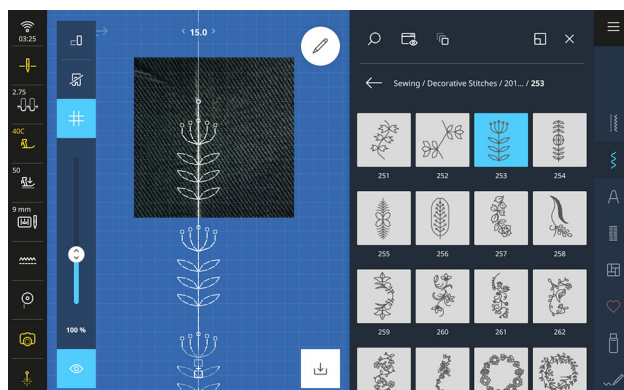 03:25
2.75
40C
50
9 mm
100 %
‹ 15.0 ›
Sewing / Decorative Stitches / 201... / 253
251 252 253 254
255 256 257 258
259 260 261 262
A